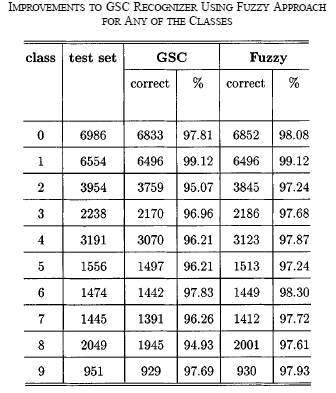 IMPROVEMENTS TO GSC RECOGNIZER USING FUZZY APPROACH
FOR ANY OF THE CLASSES
class test set GSC Fuzzy
correct % correct %
0 6986 6833 97.81 6852 98.08
1 6554 6496 99.12 6496 99.12
2 3954 3759 95.07 3845 97.24
3 2238 2170 96.96 2186 97.68
4 3191 3070 96.21 3123 97.87
5 1556 1497 96.21 1513 97.24
6 1474 1442 97.83 1449 98.30
7 1445 1391 96.26 1412 97.72
8 2049 1945 94.93 2001 97.61
9 951 929 97.69 930 97.93